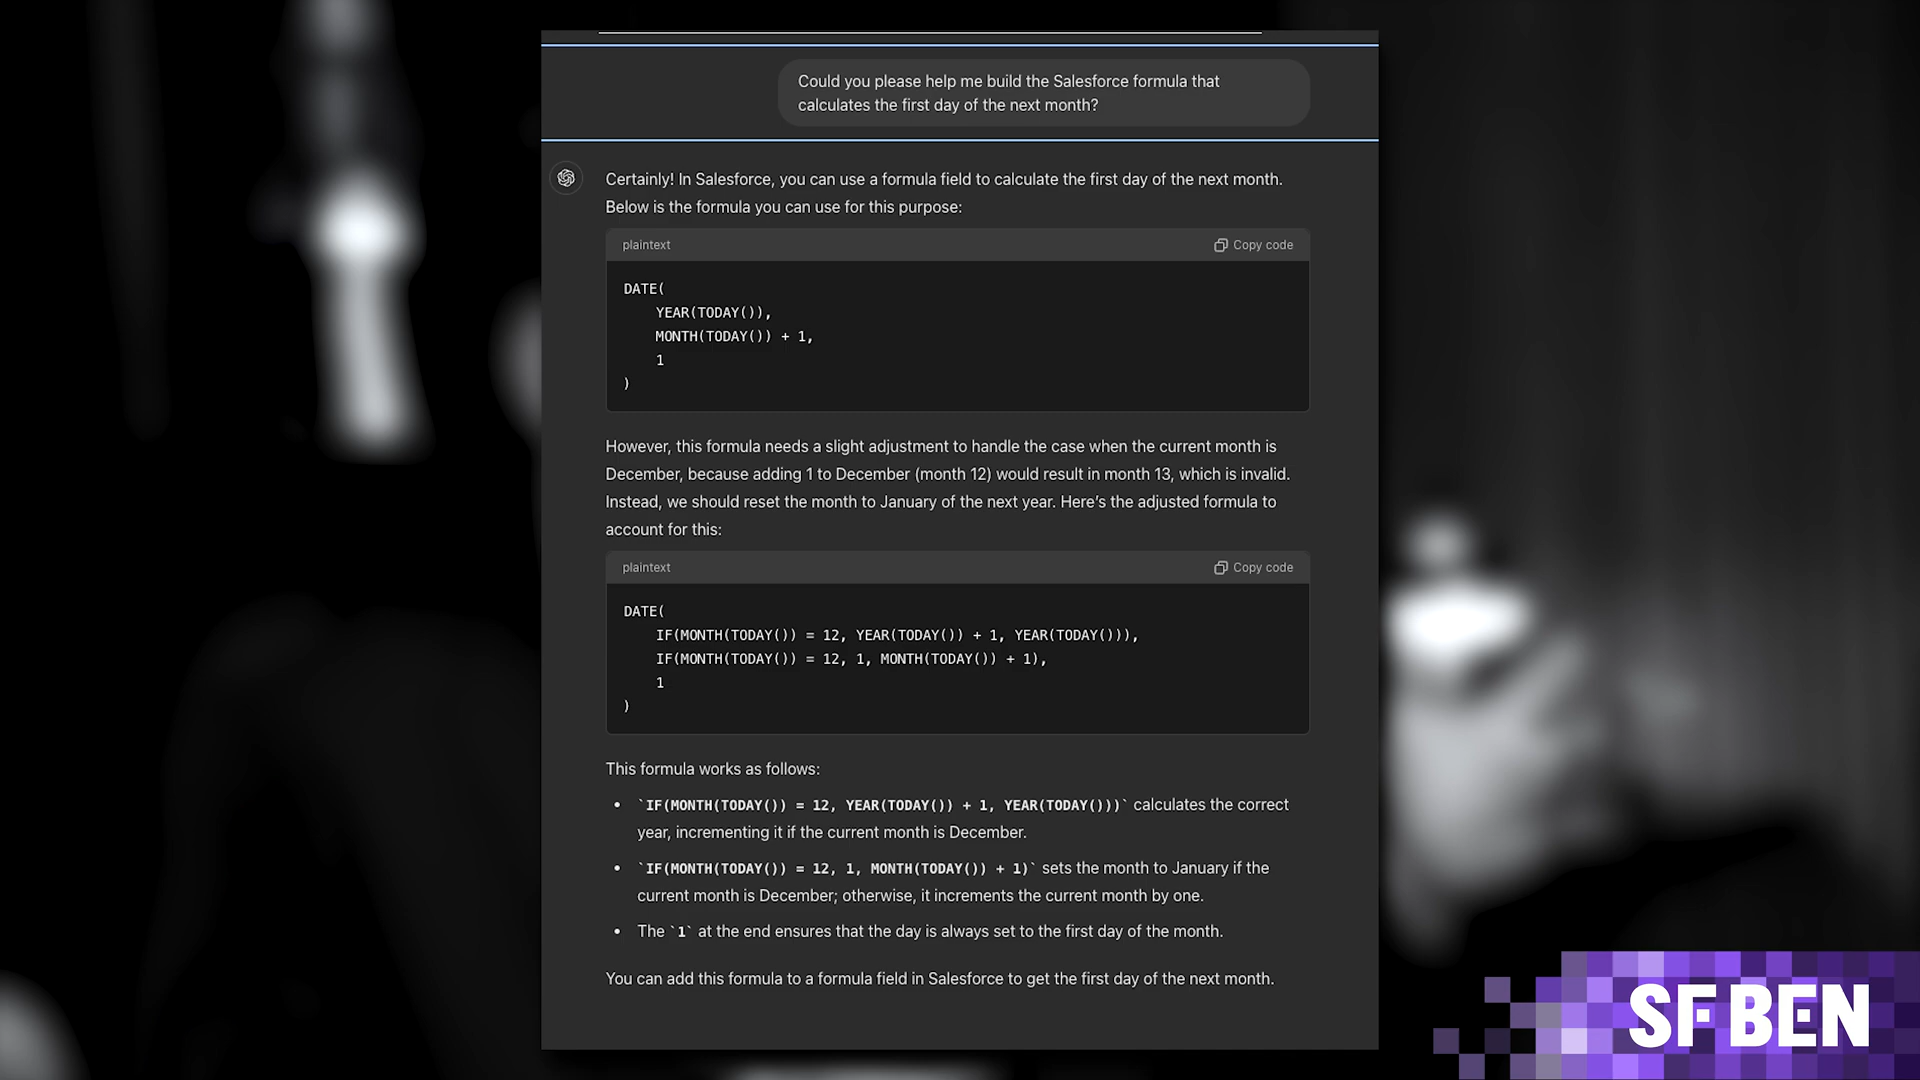 Could you please help me build the Salesforce formula that
calculates the first day of the next month?
Certainly! In Salesforce, you can use a formula field to calculate the first day of the next month.
Below is the formula you can use for this purpose:
plaintext
Copy code
DATE(
    YEAR(TODAY()),
    MONTH(TODAY()) + 1,
    1
)
However, this formula needs a slight adjustment to handle the case when the current month is
December, because adding 1 to December (month 12) would result in month 13, which is invalid.
Instead, we should reset the month to January of the next year. Here’s the adjusted formula to
account for this:
plaintext
Copy code
DATE(
    IF(MONTH(TODAY()) = 12, YEAR(TODAY()) + 1, YEAR(TODAY())),
    IF(MONTH(TODAY()) = 12, 1, MONTH(TODAY()) + 1),
    1
)
This formula works as follows:
• `IF(MONTH(TODAY()) = 12, YEAR(TODAY()) + 1, YEAR(TODAY()))` calculates the correct
year, incrementing it if the current month is December.
• `IF(MONTH(TODAY()) = 12, 1, MONTH(TODAY()) + 1)` sets the month to January if the
current month is December; otherwise, it increments the current month by one.
• The `1` at the end ensures that the day is always set to the first day of the month.
You can add this formula to a formula field in Salesforce to get the first day of the next month.
SF BEN